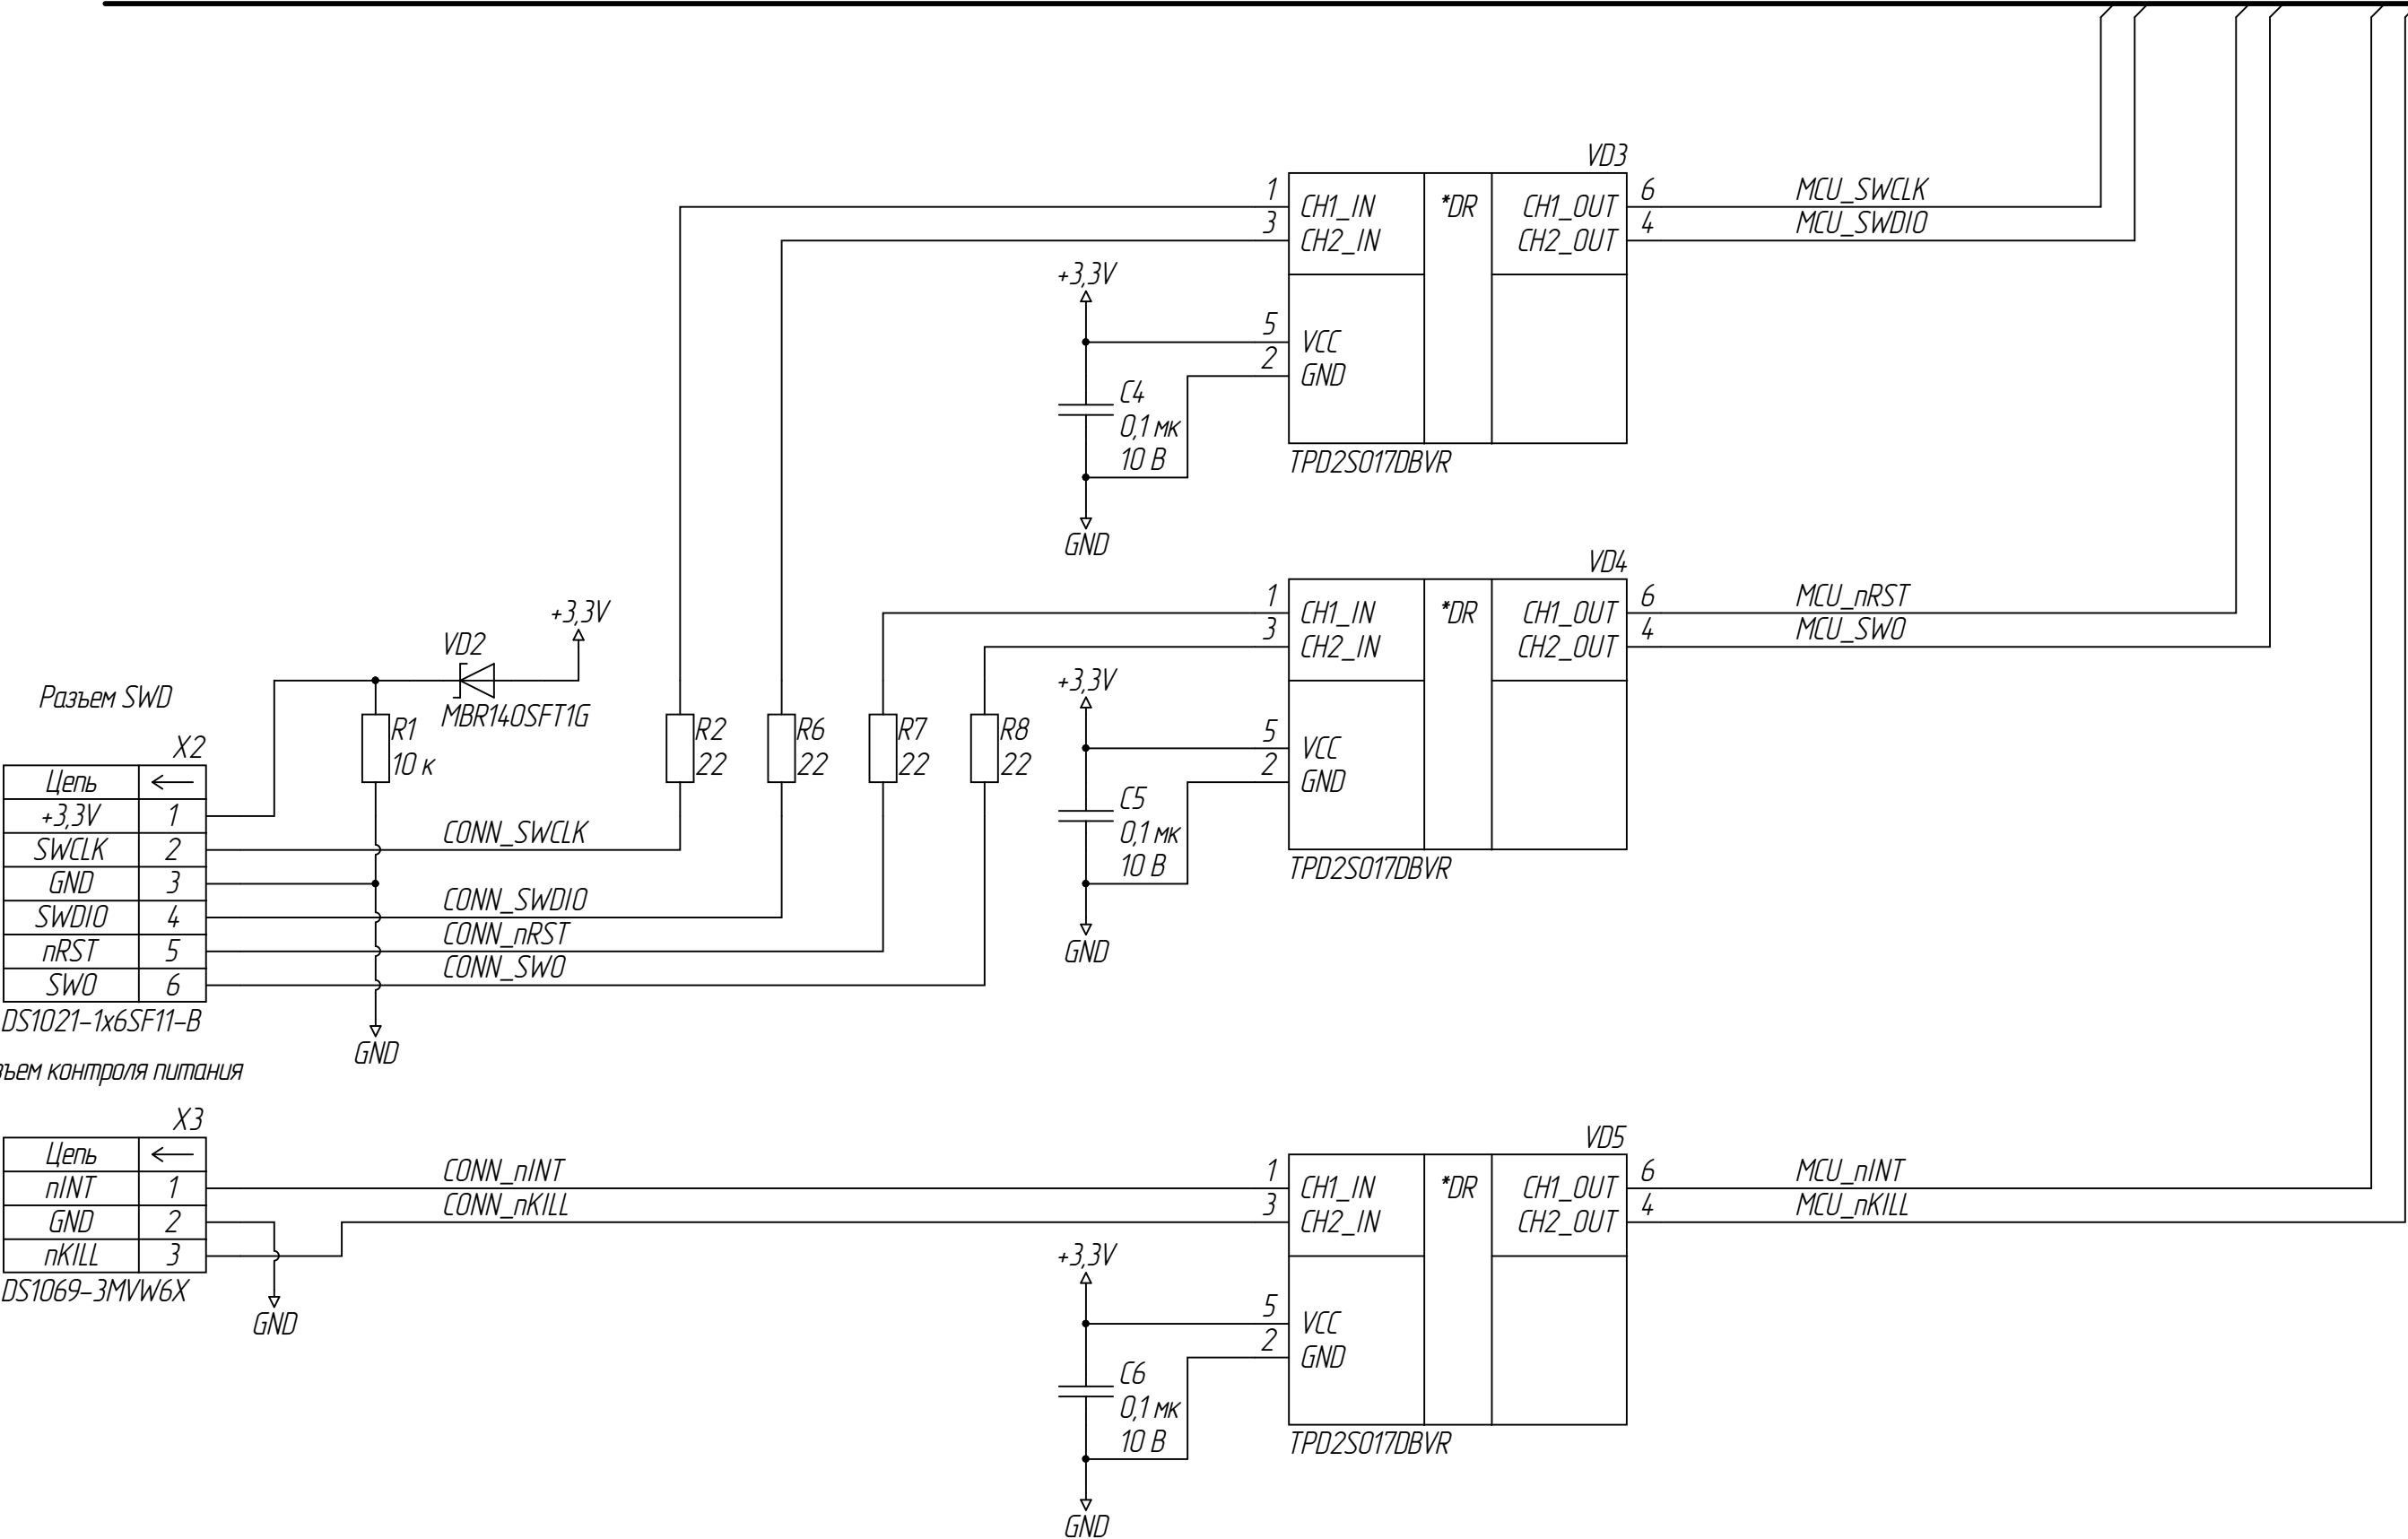 VD3
1 CH1_IN *DR CH1_OUT 6 MCU_SWCLK
3 CH2_IN CH2_OUT 4 MCU_SWDIO
+3,3V
5 VCC
2 GND
C4
0,1 мк
10 В
TPD2S017DBVR
GND
VD4
1 CH1_IN *DR CH1_OUT 6 MCU_nRST
3 CH2_IN CH2_OUT 4 MCU_SWO
+3,3V
5 VCC
2 GND
C5
0,1 мк
10 В
TPD2S017DBVR
GND
+3,3V
VD2
MBR140SFT1G
R1
10 к
R2
22
R6
22
R7
22
R8
22
Разъем SWD
X2
Цепь
+3,3V 1
SWCLK 2 CONN_SWCLK
GND 3
SWDIO 4 CONN_SWDIO
nRST 5 CONN_nRST
SWO 6 CONN_SWO
DS1021-1x6SF11-B
GND
зъем контроля питания
X3
Цепь
nINT 1 CONN_nINT
GND 2 CONN_nKILL
nKILL 3
DS1069-3MVW6X
GND
VD5
1 CH1_IN *DR CH1_OUT 6 MCU_nINT
3 CH2_IN CH2_OUT 4 MCU_nKILL
+3,3V
5 VCC
2 GND
C6
0,1 мк
10 В
TPD2S017DBVR
GND